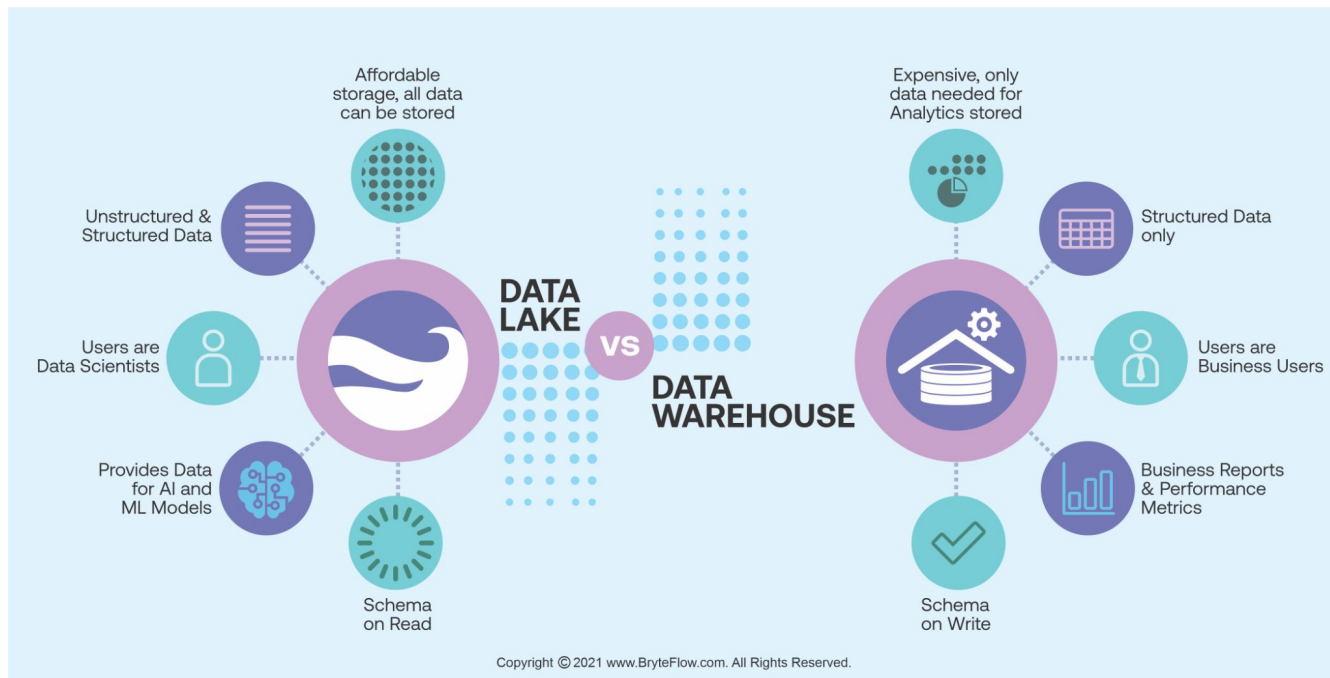 Affordable
storage, all data
can be stored
Unstructured &
Structured Data
Users are
Data Scientists
Provides Data
for AI and
ML Models
Schema
on Read
DATA
LAKE
VS
DATA
WAREHOUSE
Expensive, only
data needed for
Analytics stored
Structured Data
only
Users are
Business Users
Business Reports
& Performance
Metrics
Schema
on Write
Copyright © 2021 www.BryteFlow.com. All Rights Reserved.